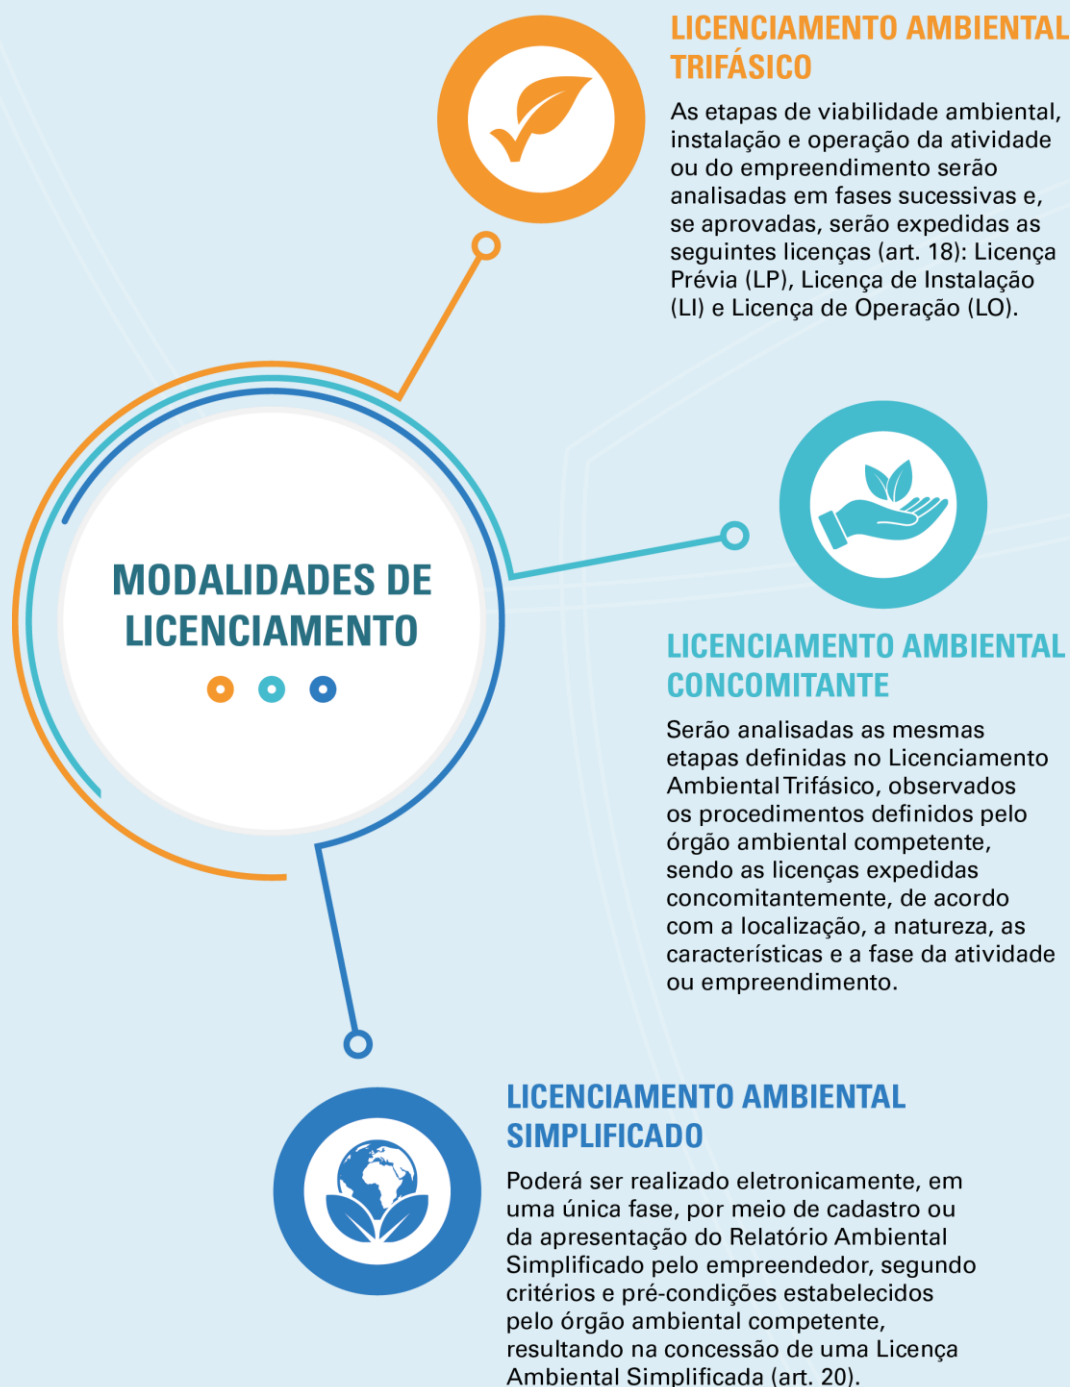 LICENCIAMENTO AMBIENTAL
TRIFÁSICO
As etapas de viabilidade ambiental,
instalação e operação da atividade
ou do empreendimento serão
analisadas em fases sucessivas e,
se aprovadas, serão expedidas as
seguintes licenças (art. 18): Licença
Prévia (LP), Licença de Instalação
(LI) e Licença de Operação (LO).
MODALIDADES DE
LICENCIAMENTO
LICENCIAMENTO AMBIENTAL
CONCOMITANTE
Serão analisadas as mesmas
etapas definidas no Licenciamento
Ambiental Trifásico, observados
os procedimentos definidos pelo
órgão ambiental competente,
sendo as licenças expedidas
concomitantemente, de acordo
com a localização, a natureza, as
características e a fase da atividade
ou empreendimento.
LICENCIAMENTO AMBIENTAL
SIMPLIFICADO
Poderá ser realizado eletronicamente, em
uma única fase, por meio de cadastro ou
da apresentação do Relatório Ambiental
Simplificado pelo empreendedor, segundo
critérios e pré-condições estabelecidos
pelo órgão ambiental competente,
resultando na concessão de uma Licença
Ambiental Simplificada (art. 20).